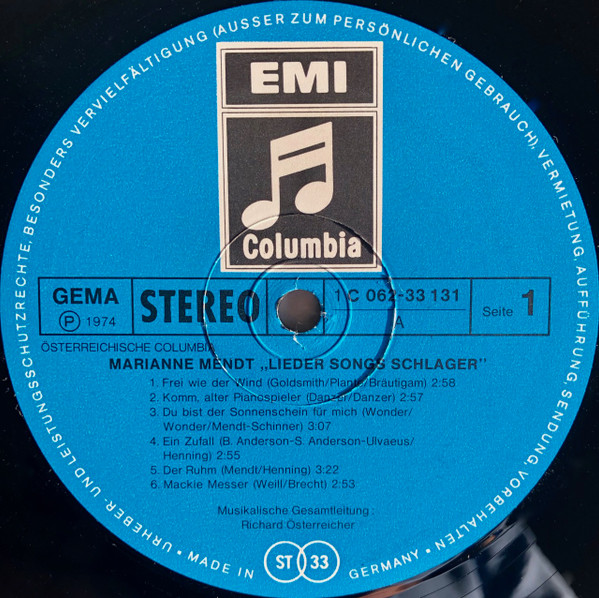 URHEBER- UND LEISTUNGSSCHUTZRECHTE, BESONDERS VERVIELFÄLTIGUNG (AUSSER ZUM PERSÖNLICHEN GEBRAUCH), VERMIETUNG, AUFFÜHRUNG, SENDUNG, VORBEHALTEN •
EMI
Columbia
GEMA
℗ 1974
STEREO
1 C 062-33 131
A
Seite 1
ÖSTERREICHISCHE COLUMBIA
MARIANNE MENDT „LIEDER SONGS SCHLAGER"
1. Frei wie der Wind (Goldsmith/Plante/Bräutigam) 2:58
2. Komm, alter Pianospieler (Danzer/Danzer) 2:57
3. Du bist der Sonnenschein für mich (Wonder/
Wonder/Mendt-Schinner) 3:07
4. Ein Zufall (B. Anderson-S. Anderson-Ulvaeus/
Henning) 2:55
5. Der Ruhm (Mendt/Henning) 3:22
6. Mackie Messer (Weill/Brecht) 2:53
Musikalische Gesamtleitung:
Richard Österreicher
• MADE IN
ST 33
GERMANY •